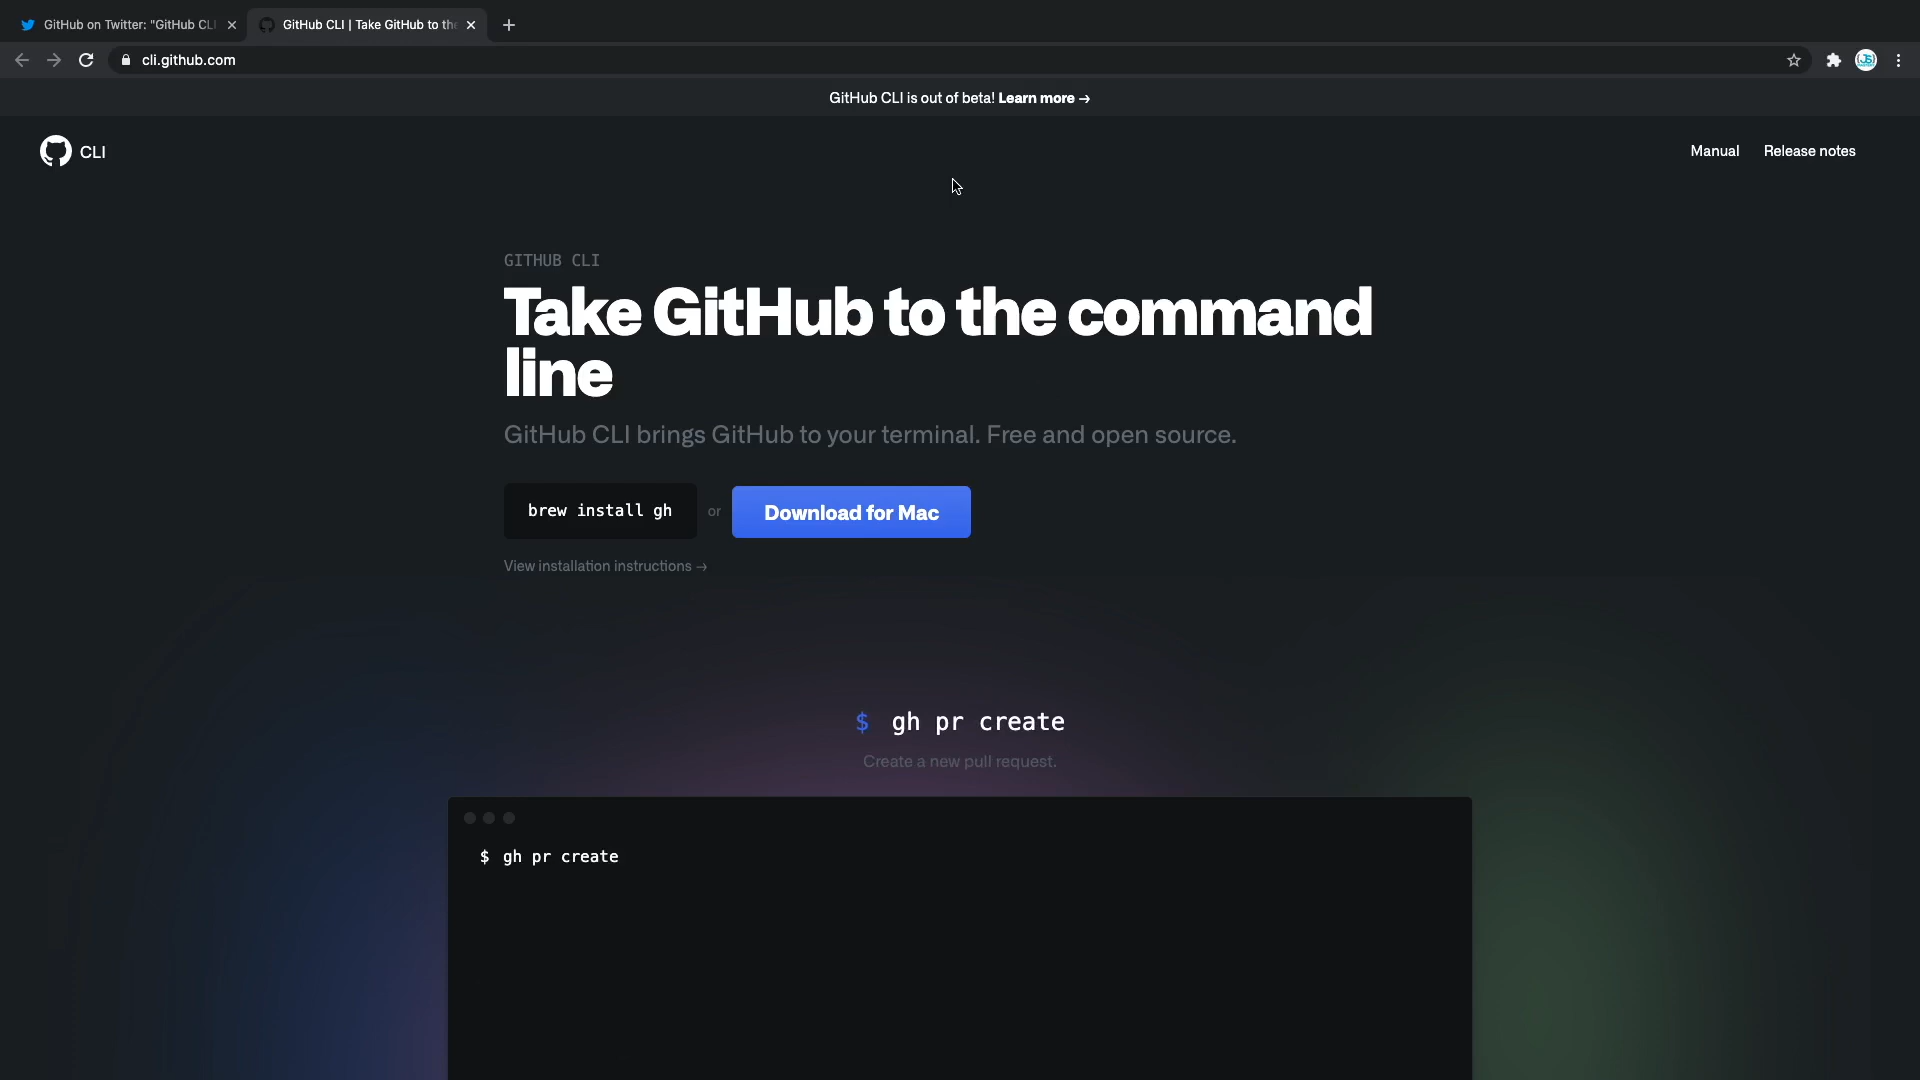 GitHub on Twitter: "GitHub CLI
GitHub CLI | Take GitHub to the
cli.github.com
GitHub CLI is out of beta! Learn more →
CLI
Manual
Release notes
GITHUB CLI
Take GitHub to the command
line
GitHub CLI brings GitHub to your terminal. Free and open source.
brew install gh
or
Download for Mac
View installation instructions →
$ gh pr create
Create a new pull request.
$ gh pr create